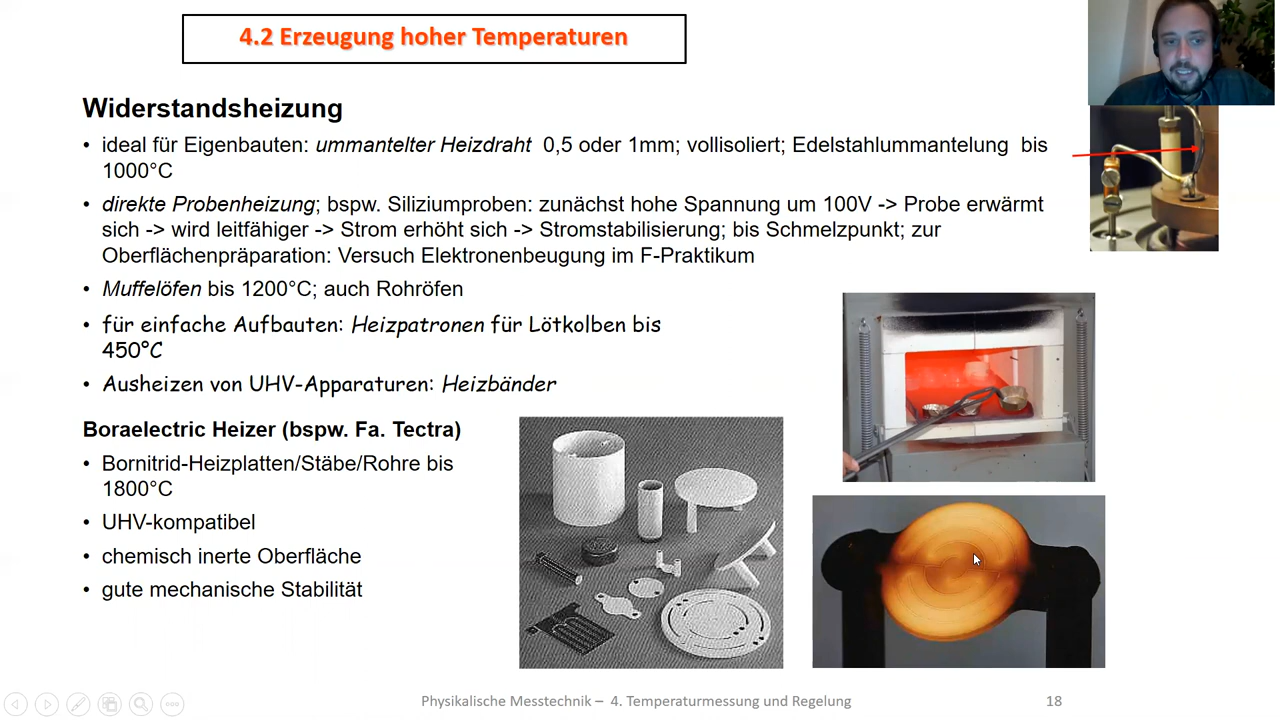 4.2 Erzeugung hoher Temperaturen
Widerstandsheizung
• ideal für Eigenbauten: ummantelter Heizdraht 0,5 oder 1mm; vollisoliert; Edelstahlummantelung bis
1000°C
• direkte Probenheizung; bspw. Siliziumproben: zunächst hohe Spannung um 100V -> Probe erwärmt
sich -> wird leitfähiger -> Strom erhöht sich -> Stromstabilisierung; bis Schmelzpunkt; zur
Oberflächenpräparation: Versuch Elektronenbeugung im F-Praktikum
• Muffelöfen bis 1200°C; auch Rohröfen
• für einfache Aufbauten: Heizpatronen für Lötkolben bis
450°C
• Ausheizen von UHV-Apparaturen: Heizbänder
Boraelectric Heizer (bspw. Fa. Tectra)
• Bornitrid-Heizplatten/Stäbe/Rohre bis
1800°C
• UHV-kompatibel
• chemisch inerte Oberfläche
• gute mechanische Stabilität
Physikalische Messtechnik – 4. Temperaturmessung und Regelung
18